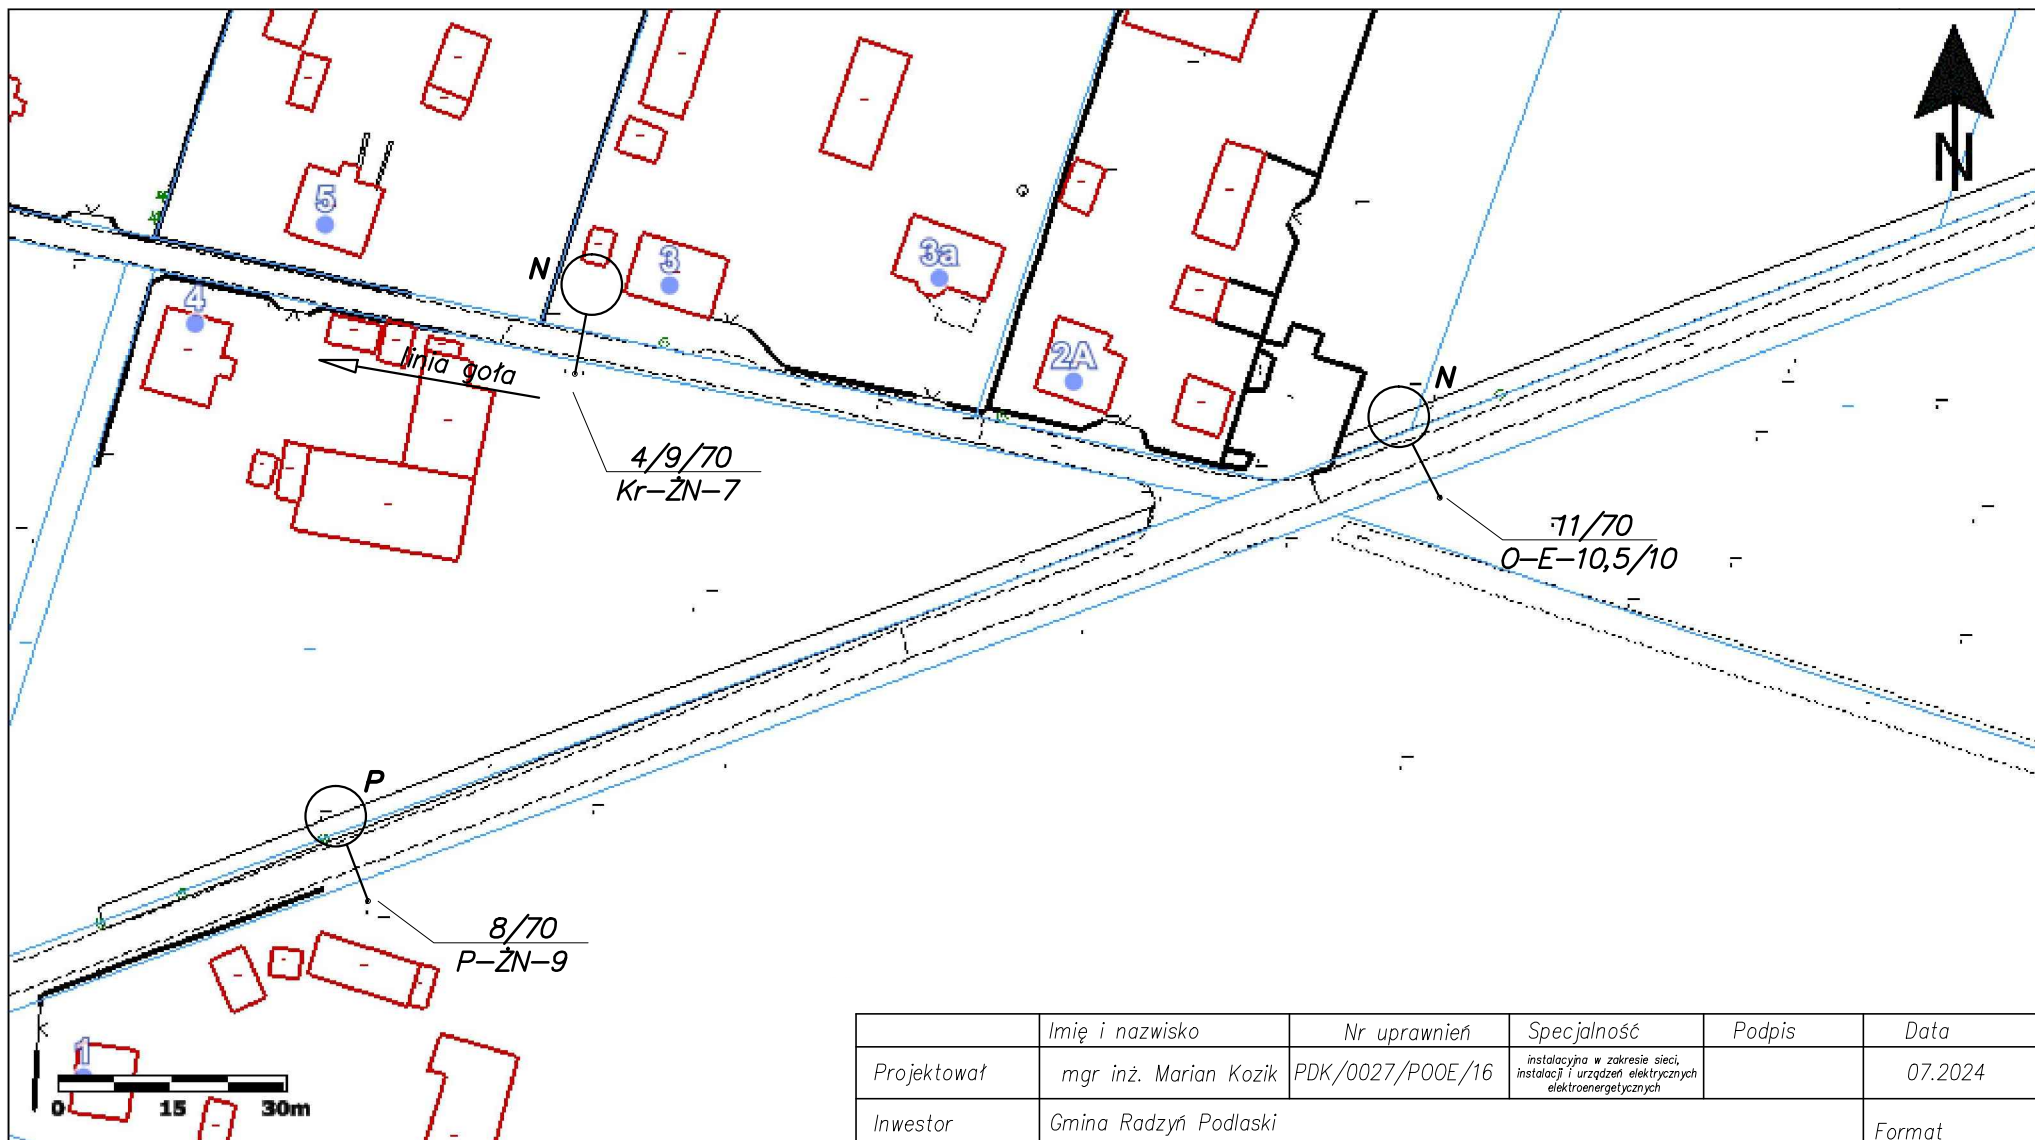 N
5
N
3
3a
4
linia goła
2A
N
4/9/70
Kr-ŻN-7
11/70
O-E-10,5/10
P
8/70
P-ŻN-9
1
0 15 30m
Imię i nazwisko Nr uprawnień Specjalność Podpis Data
Projektował mgr inż. Marian Kozik PDK/0027/POOE/16 instalacyjna w zakresie sieci, instalacji i urządzeń elektrycznych elektroenergetycznych 07.2024
Inwestor Gmina Radzyń Podlaski Format